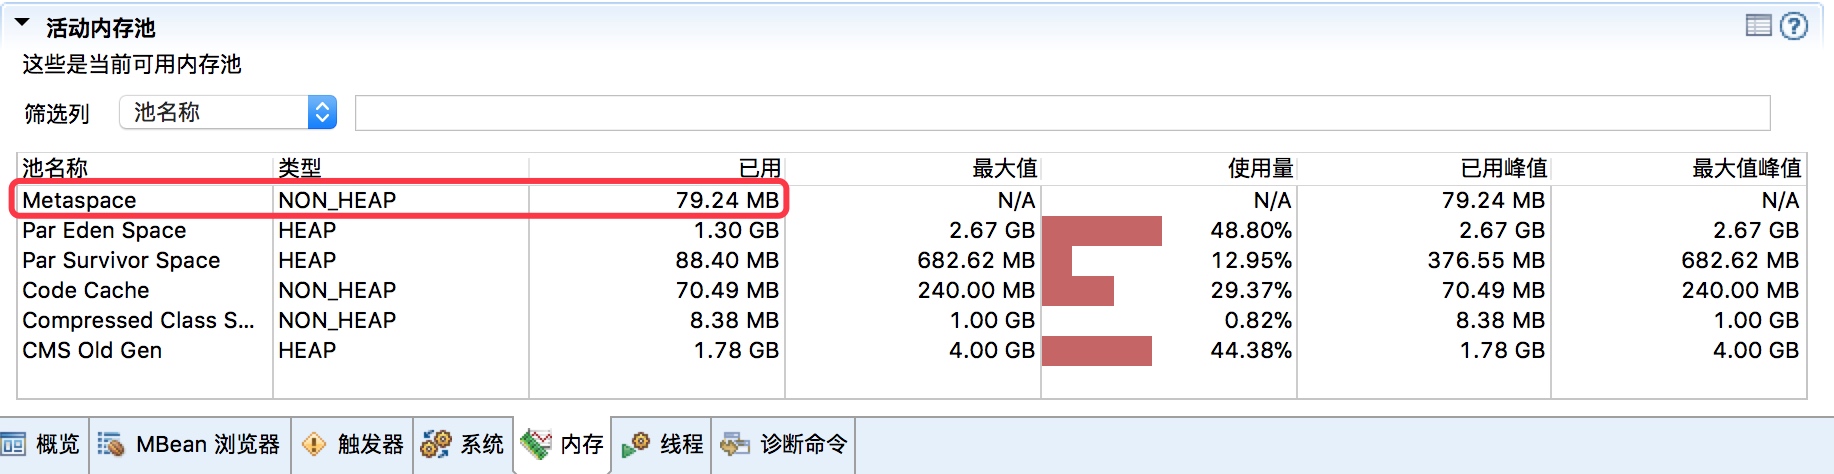 活动内存池
这些是当前可用内存池
筛选列 池名称
池名称 类型 已用 最大值 使用量 已用峰值 最大值峰值
Metaspace NON_HEAP 79.24 MB N/A N/A 79.24 MB N/A
Par Eden Space HEAP 1.30 GB 2.67 GB 48.80% 2.67 GB 2.67 GB
Par Survivor Space HEAP 88.40 MB 682.62 MB 12.95% 376.55 MB 682.62 MB
Code Cache NON_HEAP 70.49 MB 240.00 MB 29.37% 70.49 MB 240.00 MB
Compressed Class S... NON_HEAP 8.38 MB 1.00 GB 0.82% 8.38 MB 1.00 GB
CMS Old Gen HEAP 1.78 GB 4.00 GB 44.38% 1.78 GB 4.00 GB
概览 MBean 浏览器 触发器 系统 内存 线程 诊断命令